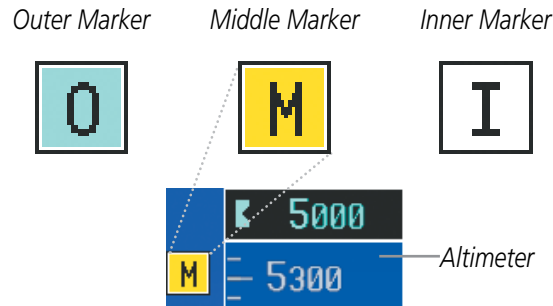 Outer Marker Middle Marker Inner Marker
O M I
5000
M 5300 Altimeter